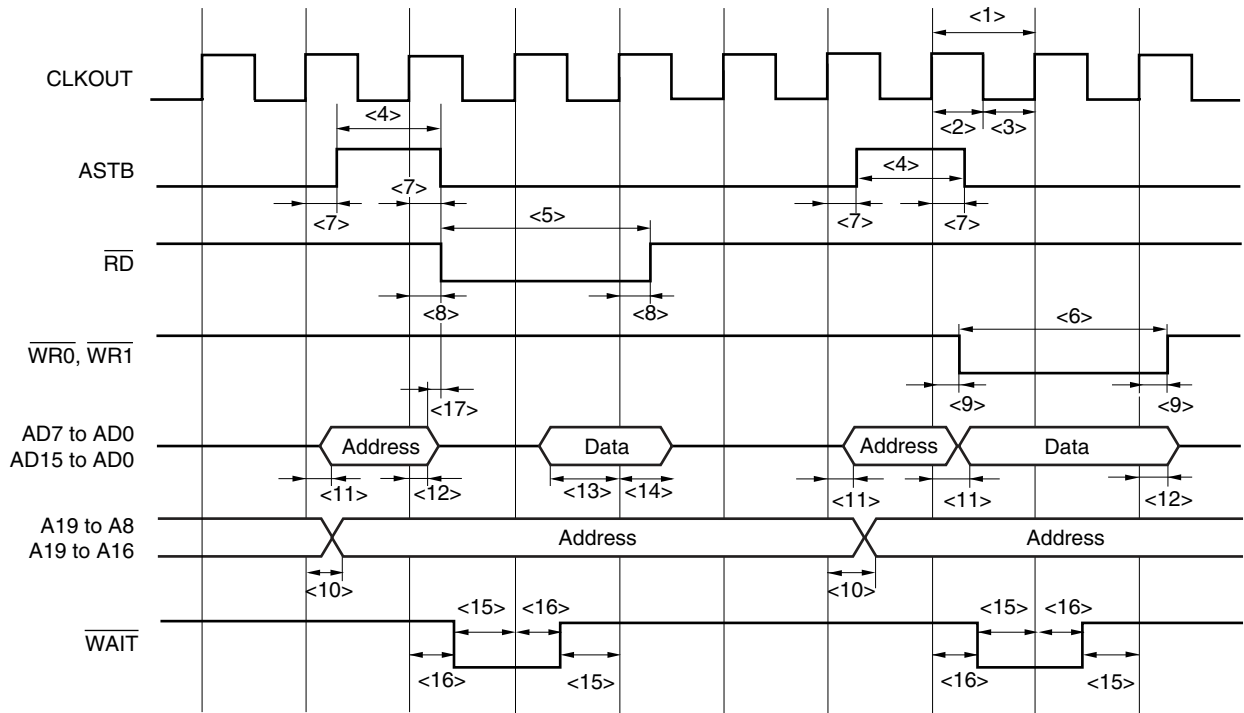 <1>
CLKOUT
<4>
<2> <3>
ASTB
<7>
<4>
<7>
<5>
<7>
<7>
RD
<8>
<8>
<6>
WR0, WR1
<17>
<9>
<9>
AD7 to AD0
AD15 to AD0
Address
Data
Address
Data
<11>
<12>
<13>
<14>
<11>
<11>
<12>
A19 to A8
A19 to A16
Address
Address
<10>
<10>
<15>
<16>
<15>
<16>
WAIT
<16>
<15>
<16>
<15>